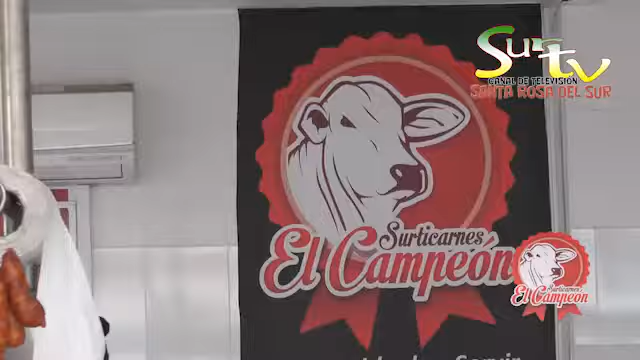 Surtv
CANAL DE TELEVISIÓN
SANTA ROSA DEL SUR
Surticarnes
El Campeón
Surticarnes
El Campeón